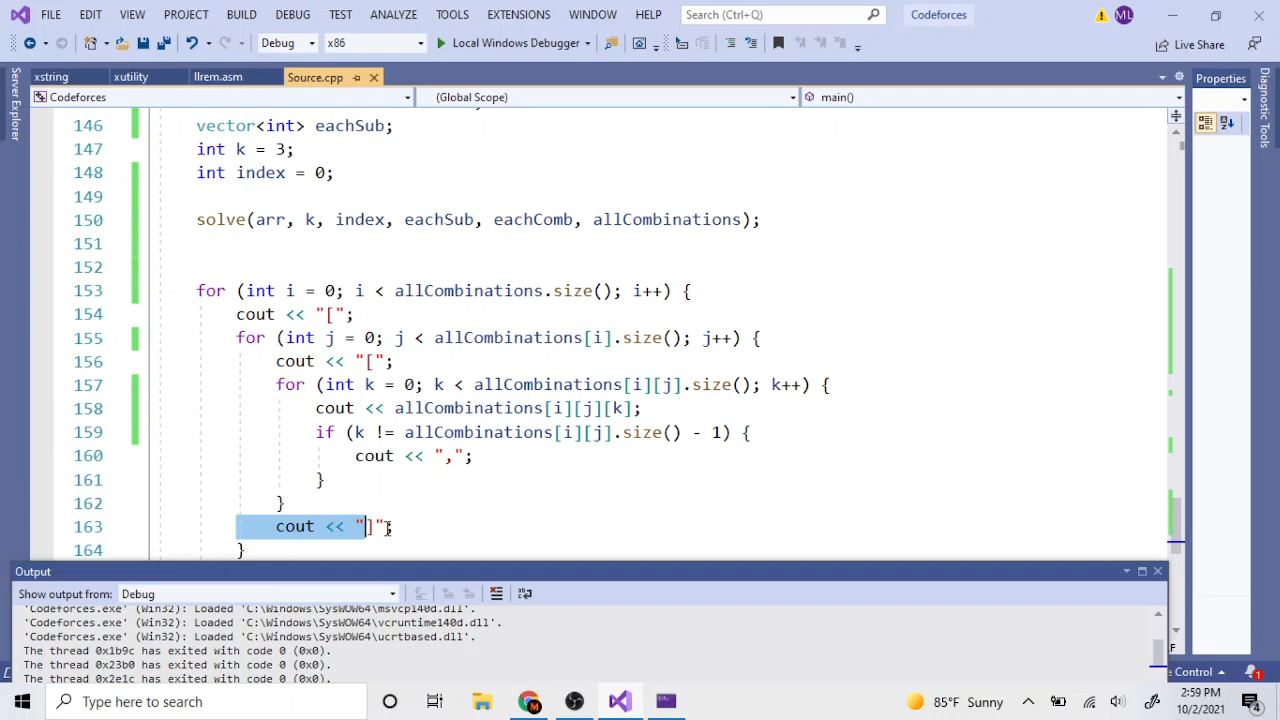 FILE EDIT VIEW PROJECT BUILD DEBUG TEST ANALYZE TOOLS EXTENSIONS WINDOW HELP Search (Ctrl+Q) Codeforces ML
Debug x86 Local Windows Debugger Live Share
xstring xutility llrem.asm Source.cpp Properties
Codeforces (Global Scope) main()
Server Explorer
Diagnostic Tools
146 vector<int> eachSub;
147 int k = 3;
148 int index = 0;
149
150 solve(arr, k, index, eachSub, eachComb, allCombinations);
151
152
153 for (int i = 0; i < allCombinations.size(); i++) {
154 cout << "[";
155 for (int j = 0; j < allCombinations[i].size(); j++) {
156 cout << "[";
157 for (int k = 0; k < allCombinations[i][j].size(); k++) {
158 cout << allCombinations[i][j][k];
159 if (k != allCombinations[i][j].size() - 1) {
160 cout << ",";
161 }
162 }
163 cout << "]";
164 }
Output
Show output from: Debug
'Codeforces.exe' (Win32): Loaded 'C:\Windows\SysWOW64\msvcp140d.dll'.
'Codeforces.exe' (Win32): Loaded 'C:\Windows\SysWOW64\vcruntime140d.dll'.
'Codeforces.exe' (Win32): Loaded 'C:\Windows\SysWOW64\ucrtbased.dll'.
The thread 0x1b9c has exited with code 0 (0x0).
The thread 0x23b0 has exited with code 0 (0x0).
The thread 0x2e1c has exited with code 0 (0x0).
Control 1
Type here to search 85°F Sunny 2:59 PM
10/2/2021 4